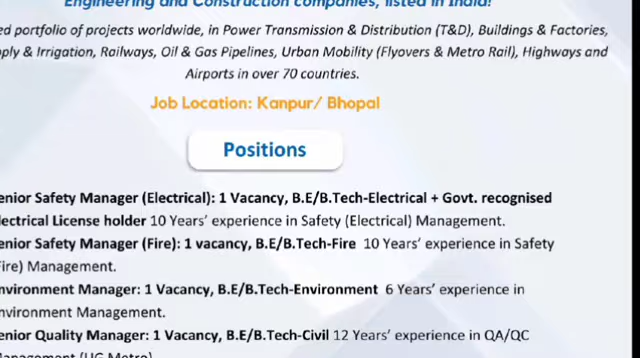 Engineering and Construction companies, listed in India!
ed portfolio of projects worldwide, in Power Transmission & Distribution (T&D), Buildings & Factories,
pply & Irrigation, Railways, Oil & Gas Pipelines, Urban Mobility (Flyovers & Metro Rail), Highways and
Airports in over 70 countries.
Job Location: Kanpur/ Bhopal
Positions
enior Safety Manager (Electrical): 1 Vacancy, B.E/B.Tech-Electrical + Govt. recognised
lectrical License holder 10 Years' experience in Safety (Electrical) Management.
enior Safety Manager (Fire): 1 vacancy, B.E/B.Tech-Fire 10 Years' experience in Safety
Fire) Management.
nvironment Manager: 1 Vacancy, B.E/B.Tech-Environment 6 Years' experience in
nvironment Management.
enior Quality Manager: 1 Vacancy, B.E/B.Tech-Civil 12 Years' experience in QA/QC
anagement (UG Metro)